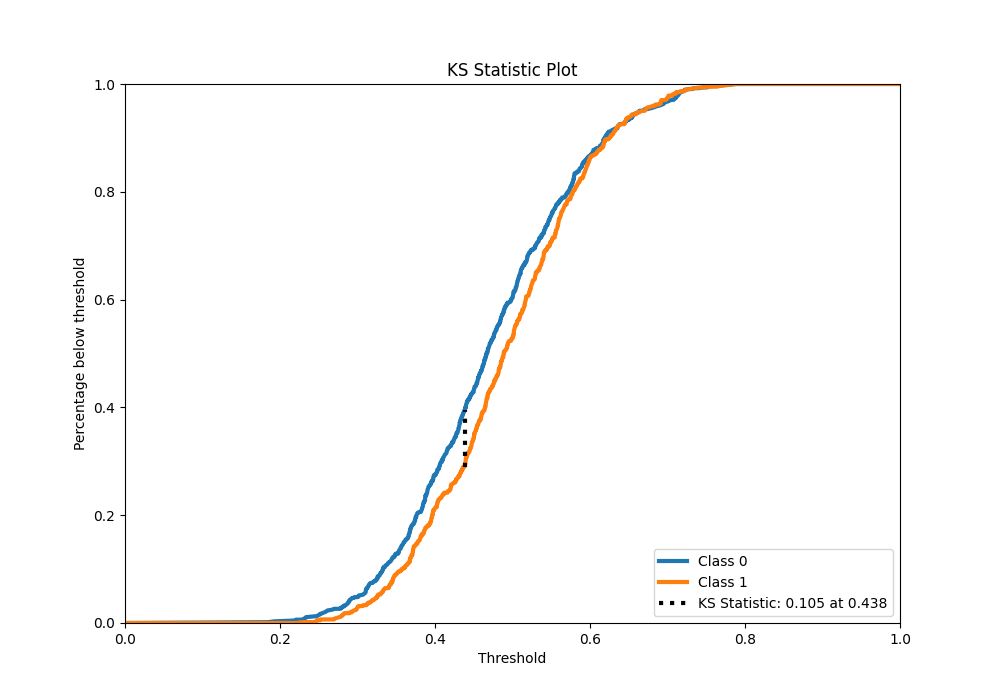 KS Statistic Plot
1.0
0.8
0.6
0.4
0.2
0.0
Percentage below threshold
0.0 0.2 0.4 0.6 0.8 1.0
Threshold
Class 0
Class 1
KS Statistic: 0.105 at 0.438